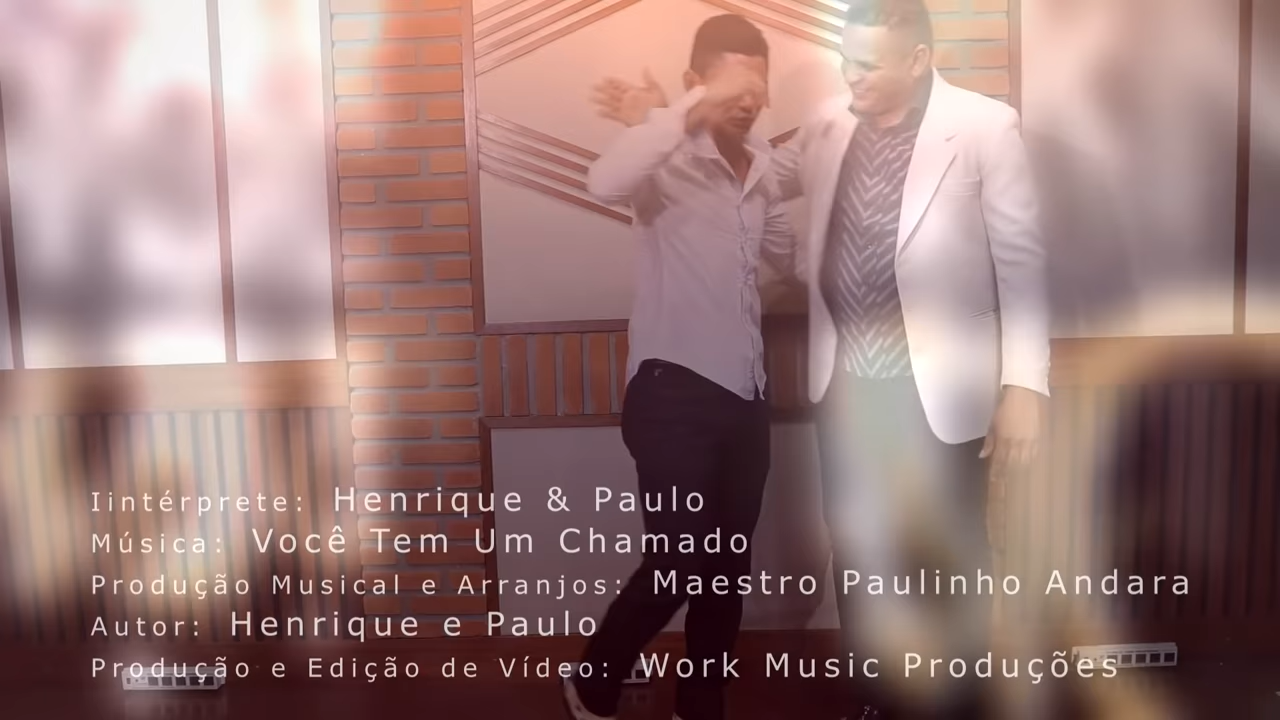 Iintérprete: Henrique & Paulo
Música: Você Tem Um Chamado
Produção Musical e Arranjos: Maestro Paulinho Andara
Autor: Henrique e Paulo
Produção e Edição de Vídeo: Work Music Produções